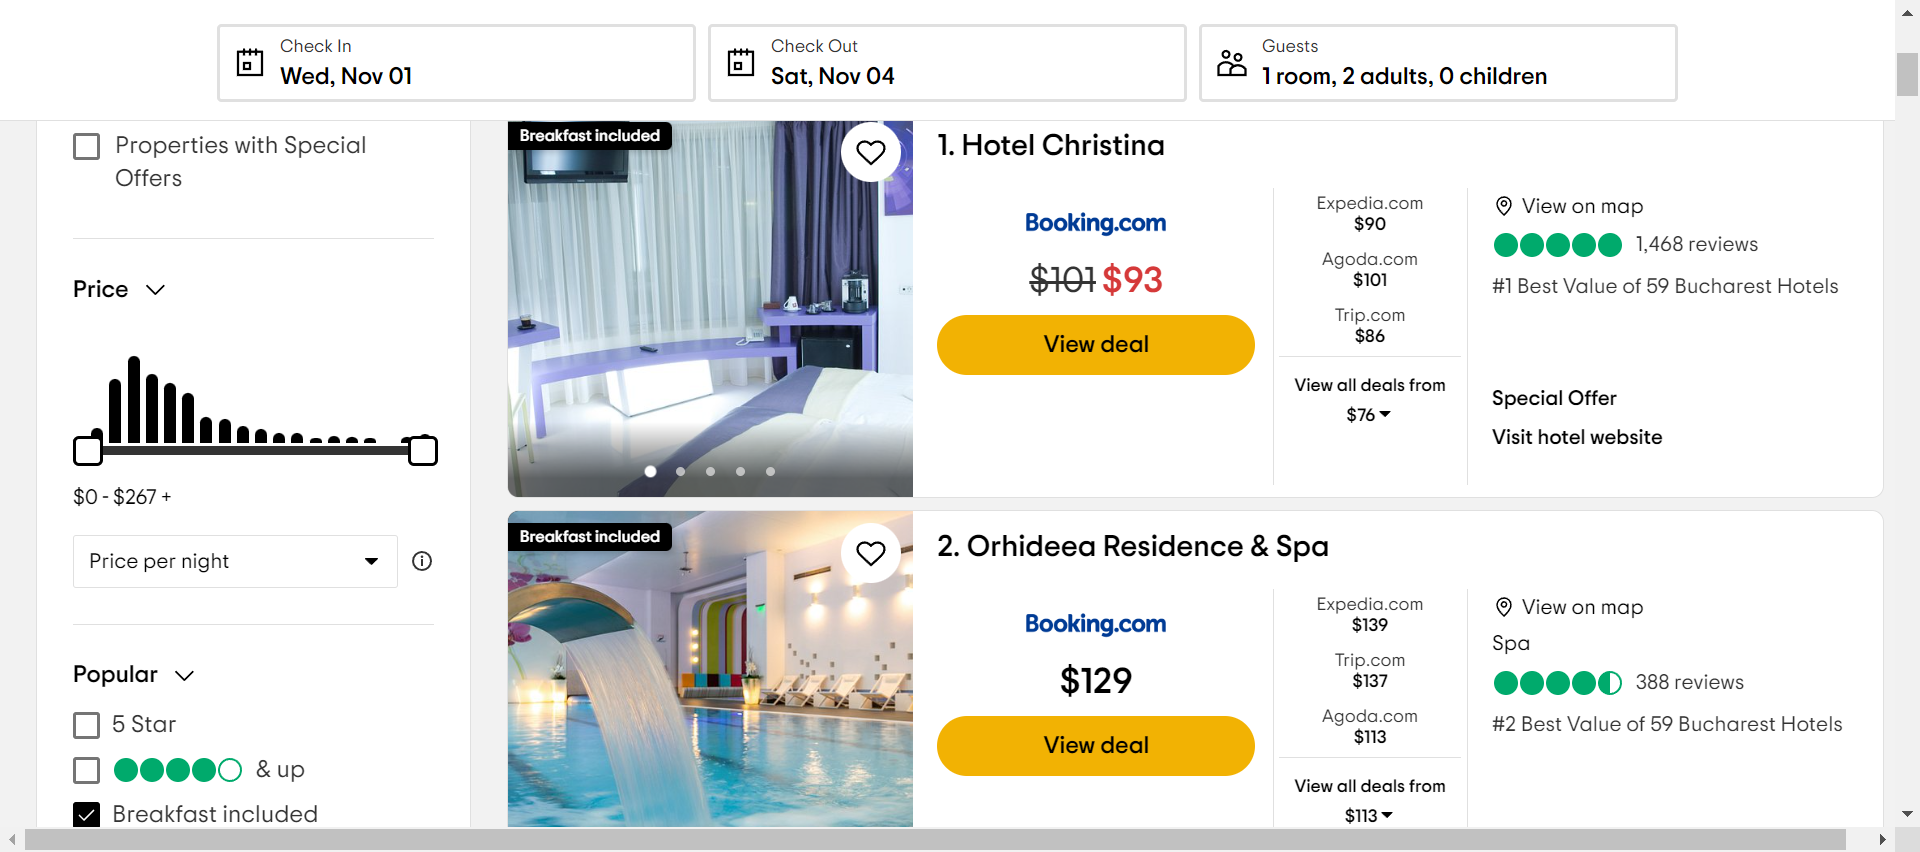 Check In
Wed, Nov 01
Check Out
Sat, Nov 04
Guests
1 room, 2 adults, 0 children
Properties with Special
Offers
Price
$0 - $267 +
Price per night
Popular
5 Star
& up
Breakfast included
Breakfast included
1. Hotel Christina
Booking.com
$101 $93
View deal
Expedia.com
$90
Agoda.com
$101
Trip.com
$86
View all deals from
$76
View on map
1,468 reviews
#1 Best Value of 59 Bucharest Hotels
Special Offer
Visit hotel website
Breakfast included
2. Orhideea Residence & Spa
Booking.com
$129
View deal
Expedia.com
$139
Trip.com
$137
Agoda.com
$113
View all deals from
$113
View on map
Spa
388 reviews
#2 Best Value of 59 Bucharest Hotels